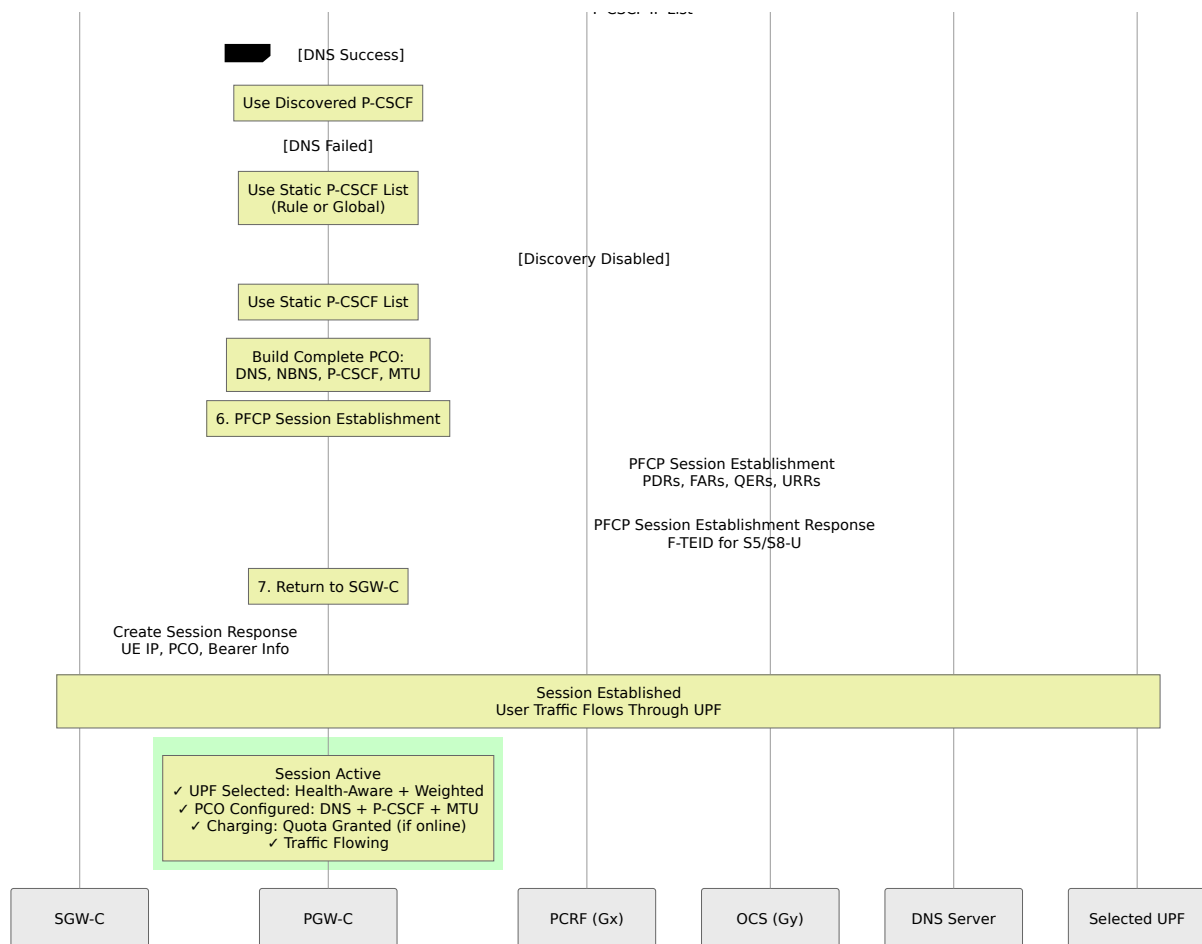 P-CSCF IP List
[DNS Success]
Use Discovered P-CSCF
[DNS Failed]
Use Static P-CSCF List
(Rule or Global)
[Discovery Disabled]
Use Static P-CSCF List
Build Complete PCO:
DNS, NBNS, P-CSCF, MTU
6. PFCP Session Establishment
PFCP Session Establishment
PDRs, FARs, QERs, URRs
PFCP Session Establishment Response
F-TEID for S5/S8-U
7. Return to SGW-C
Create Session Response
UE IP, PCO, Bearer Info
Session Established
User Traffic Flows Through UPF
Session Active
✓ UPF Selected: Health-Aware + Weighted
✓ PCO Configured: DNS + P-CSCF + MTU
✓ Charging: Quota Granted (if online)
✓ Traffic Flowing
SGW-C
PGW-C
PCRF (Gx)
OCS (Gy)
DNS Server
Selected UPF